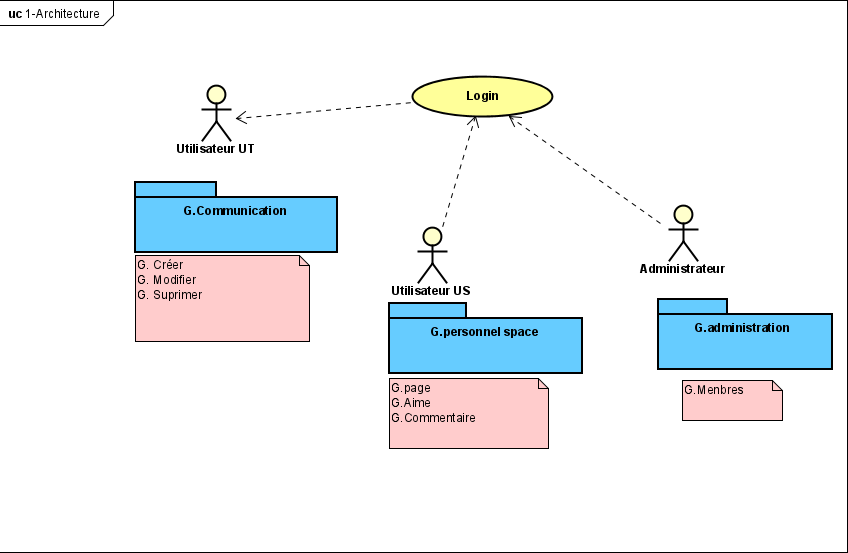 uc 1-Architecture
Login
Utilisateur UT
G.Communication
G. Créer
G. Modifier
G. Suprimer
Utilisateur US
G.personnel space
G.page
G.Aime
G.Commentaire
Administrateur
G.administration
G.Menbres